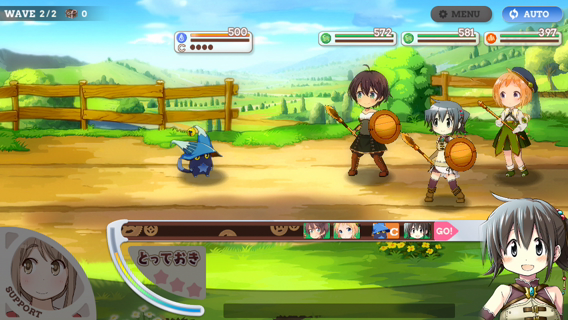 WAVE 2/2 0
MENU
AUTO
500
C
572
581
397
C
GO!
とっておき
SUPPORT